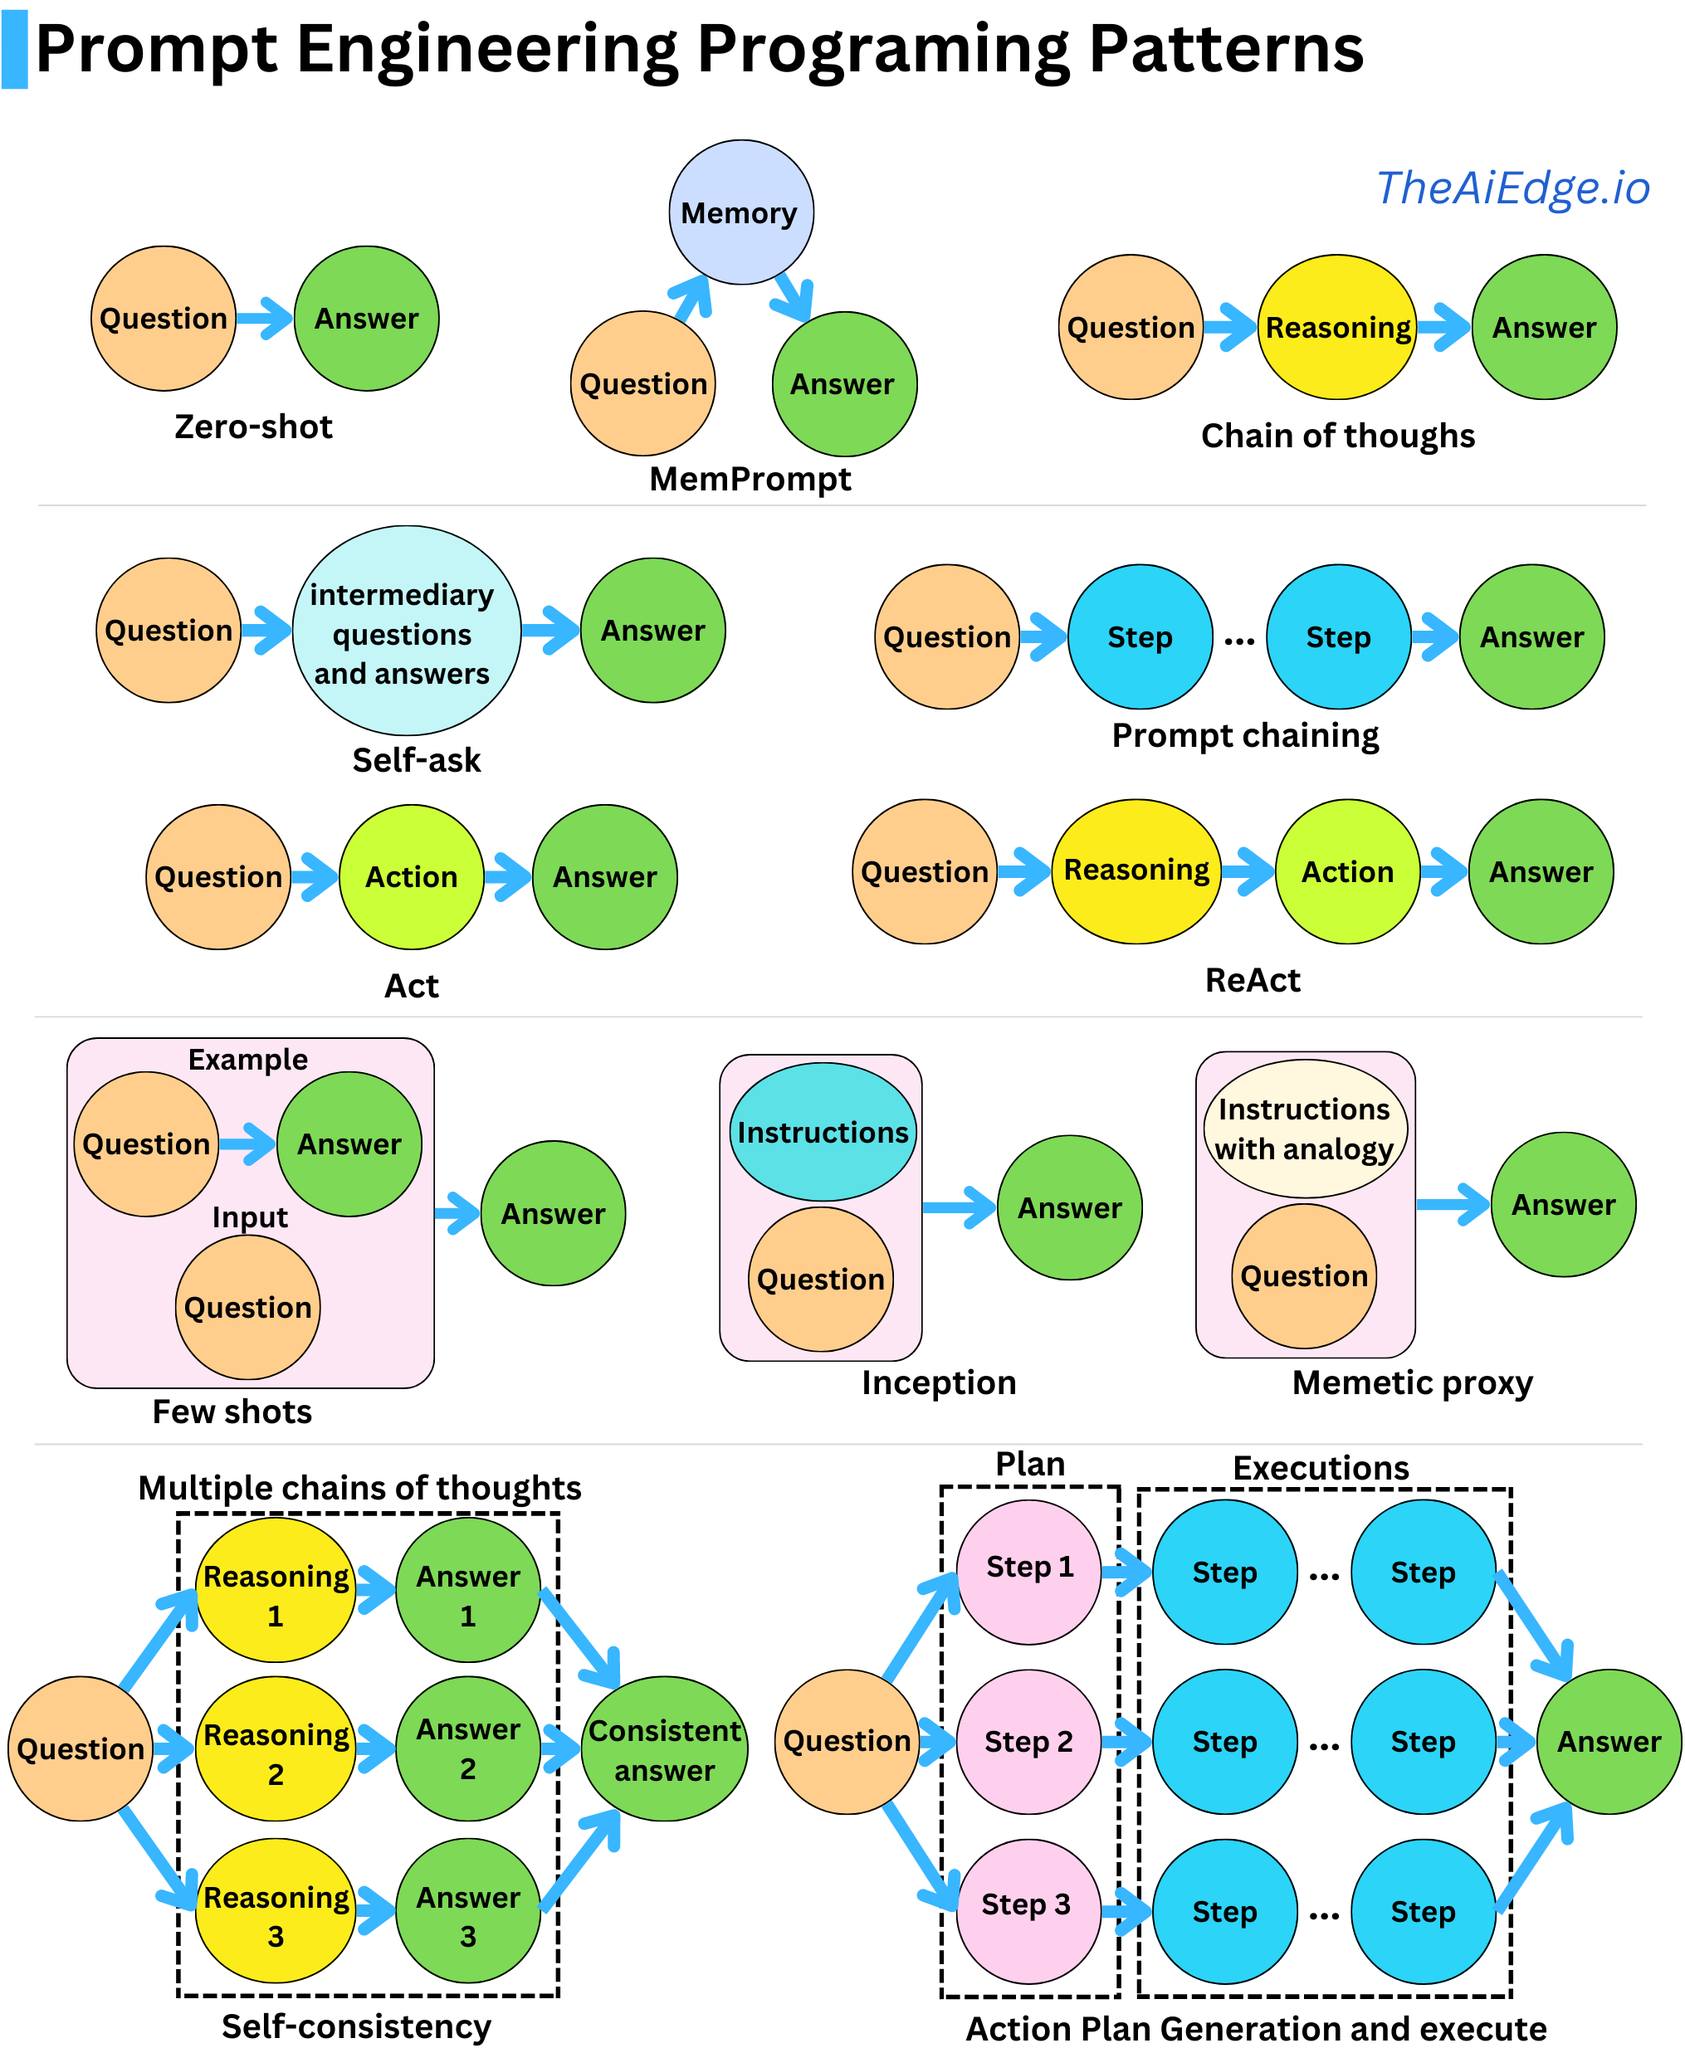 Prompt Engineering Programing Patterns
TheAiEdge.io
Question
Answer
Zero-shot
Memory
Question
Answer
MemPrompt
Question
Reasoning
Answer
Chain of thoughs
Question
intermediary
questions
and answers
Answer
Self-ask
Question
Step
...
Step
Answer
Prompt chaining
Question
Action
Answer
Act
Question
Reasoning
Action
Answer
ReAct
Example
Question
Answer
Input
Question
Answer
Few shots
Instructions
Question
Answer
Inception
Instructions
with analogy
Question
Answer
Memetic proxy
Multiple chains of thoughts
Question
Reasoning
1
Answer
1
Reasoning
2
Answer
2
Reasoning
3
Answer
3
Consistent
answer
Self-consistency
Plan
Executions
Question
Step 1
Step
...
Step
Step 2
Step
...
Step
Step 3
Step
...
Step
Answer
Action Plan Generation and execute